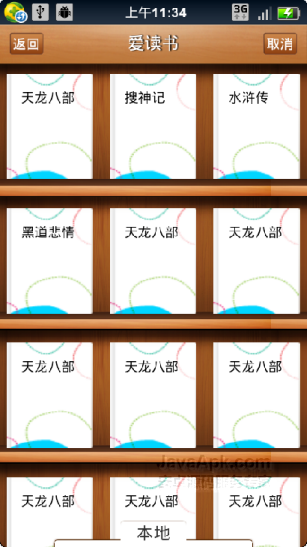 上午11:34
3G
返回
爱读书
取消
天龙八部
搜神记
水浒传
黑道悲情
天龙八部
天龙八部
天龙八部
天龙八部
天龙八部
JavaApk.com
天龙八部
天龙八部
天龙八部
本地